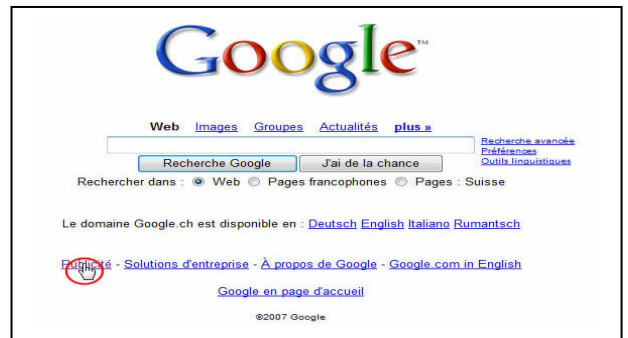 Google™
Web Images Groupes Actualités plus »
Recherche avancée
Préférences
Outils linguistiques
Recherche Google J'ai de la chance
Rechercher dans : Web Pages francophones Pages : Suisse
Le domaine Google.ch est disponible en : Deutsch English Italiano Rumantsch
Publicité - Solutions d'entreprise - À propos de Google - Google.com in English
Google en page d'accueil
©2007 Google